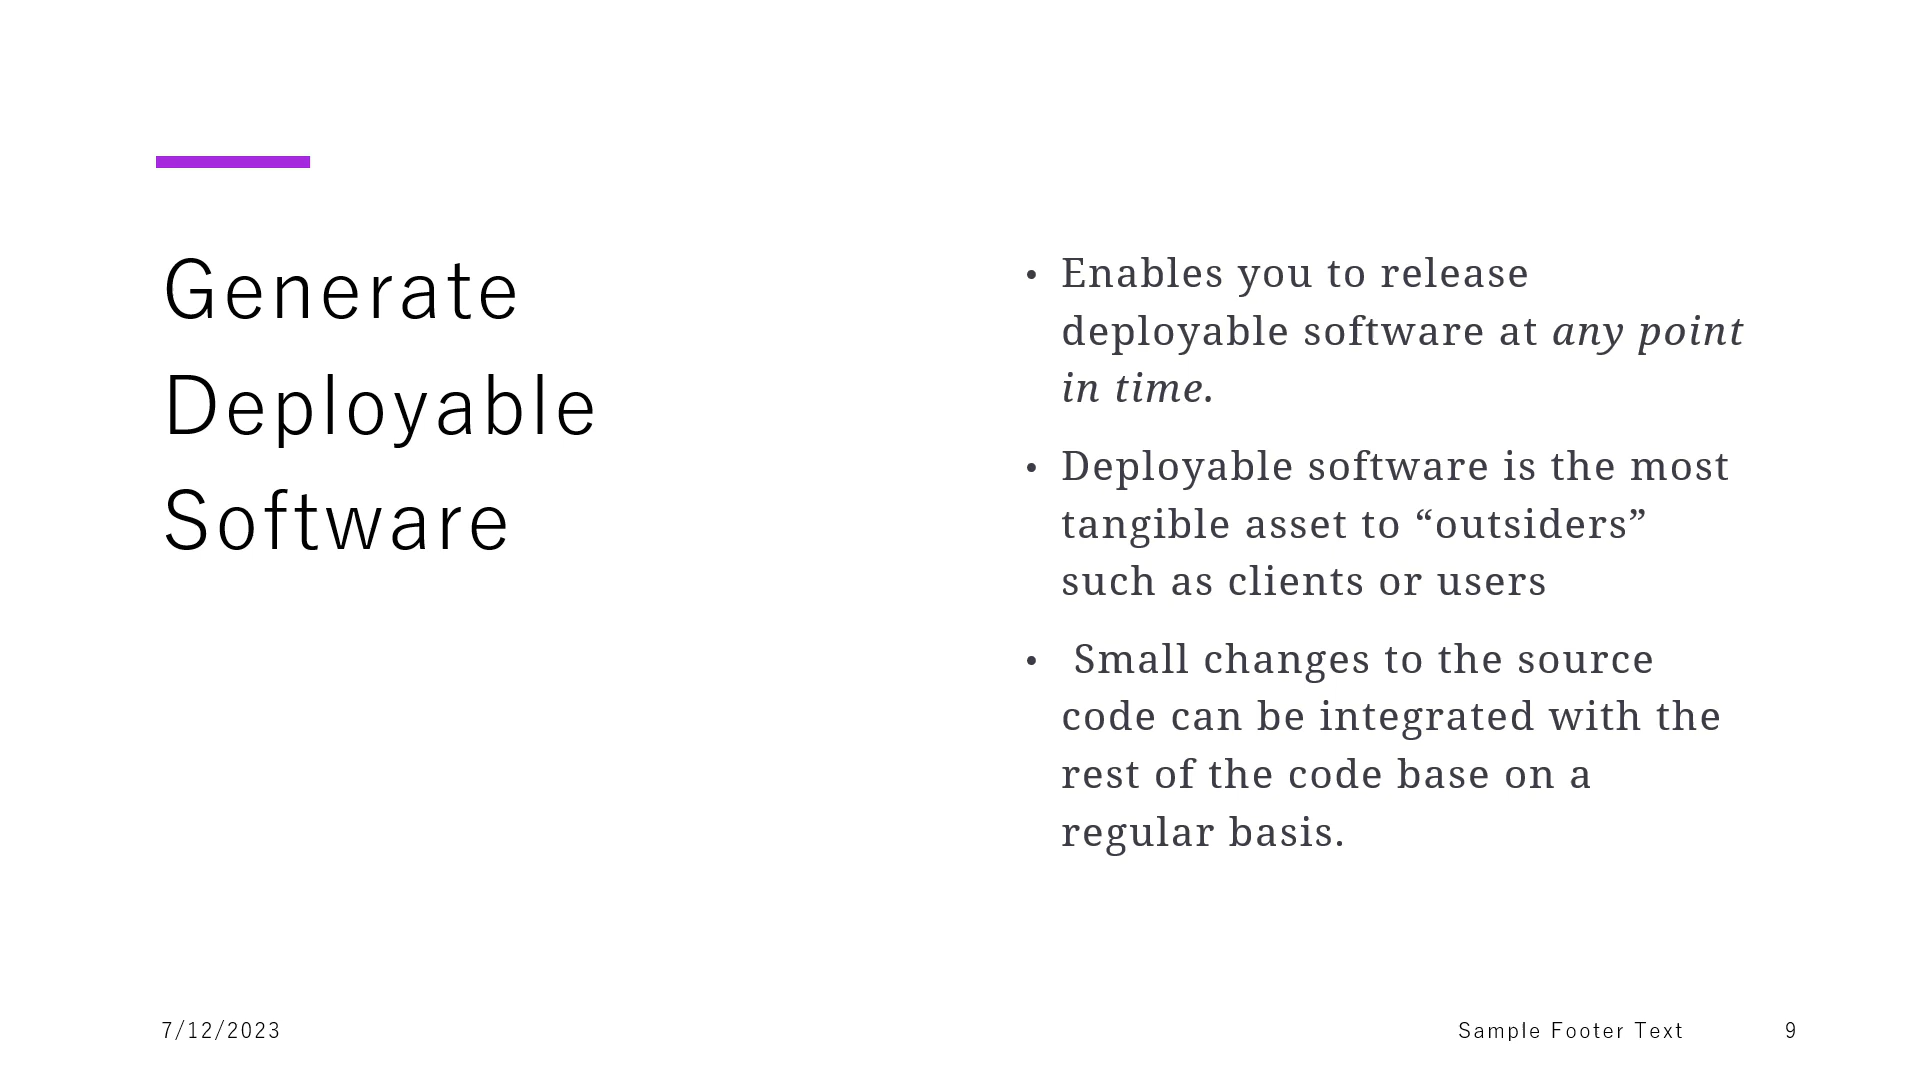 Generate
Deployable
Software
• Enables you to release
deployable software at any point
in time.
• Deployable software is the most
tangible asset to “outsiders”
such as clients or users
• Small changes to the source
code can be integrated with the
rest of the code base on a
regular basis.
7/12/2023
Sample Footer Text
9